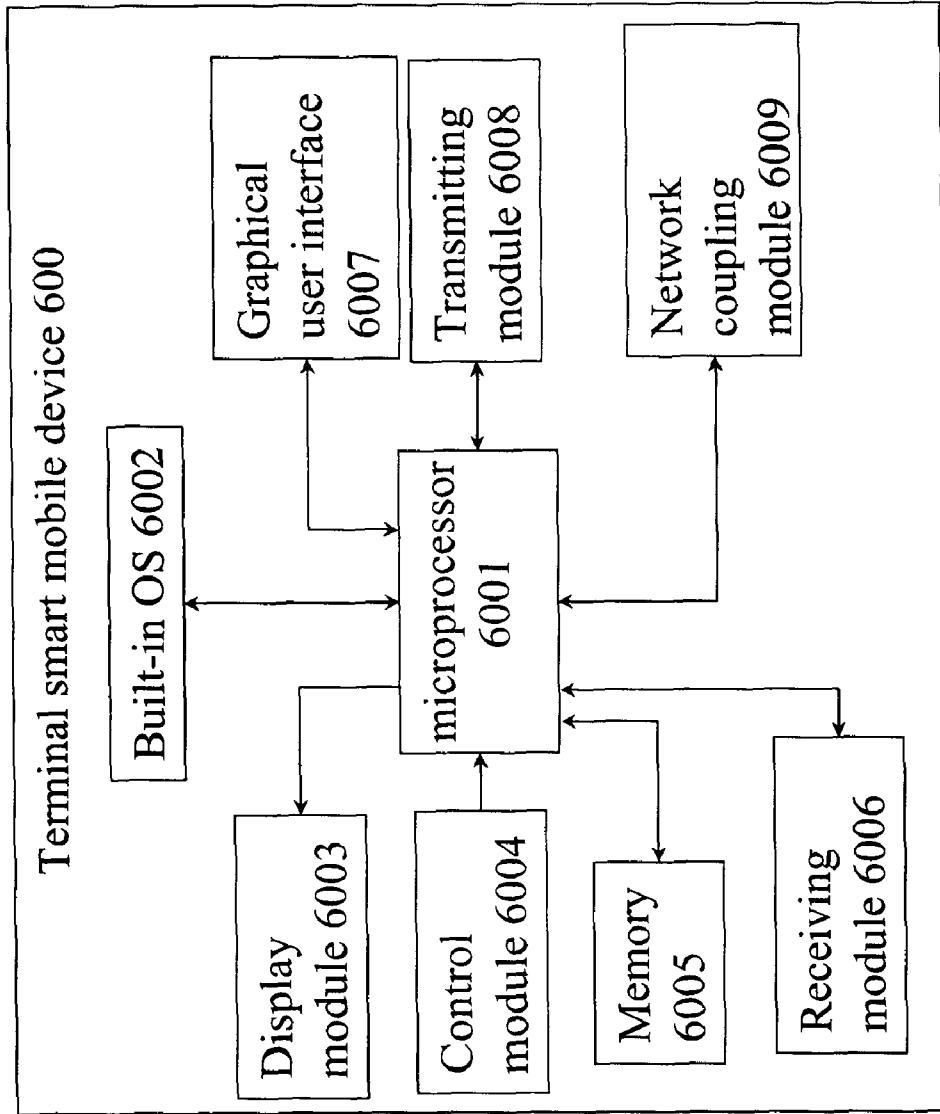 Terminal smart mobile device 600
Built-in OS 6002
Display
module 6003
Control
module 6004
Memory
6005
Receiving
module 6006
microprocessor
6001
Graphical
user interface
6007
Transmitting
module 6008
Network
coupling
module 6009